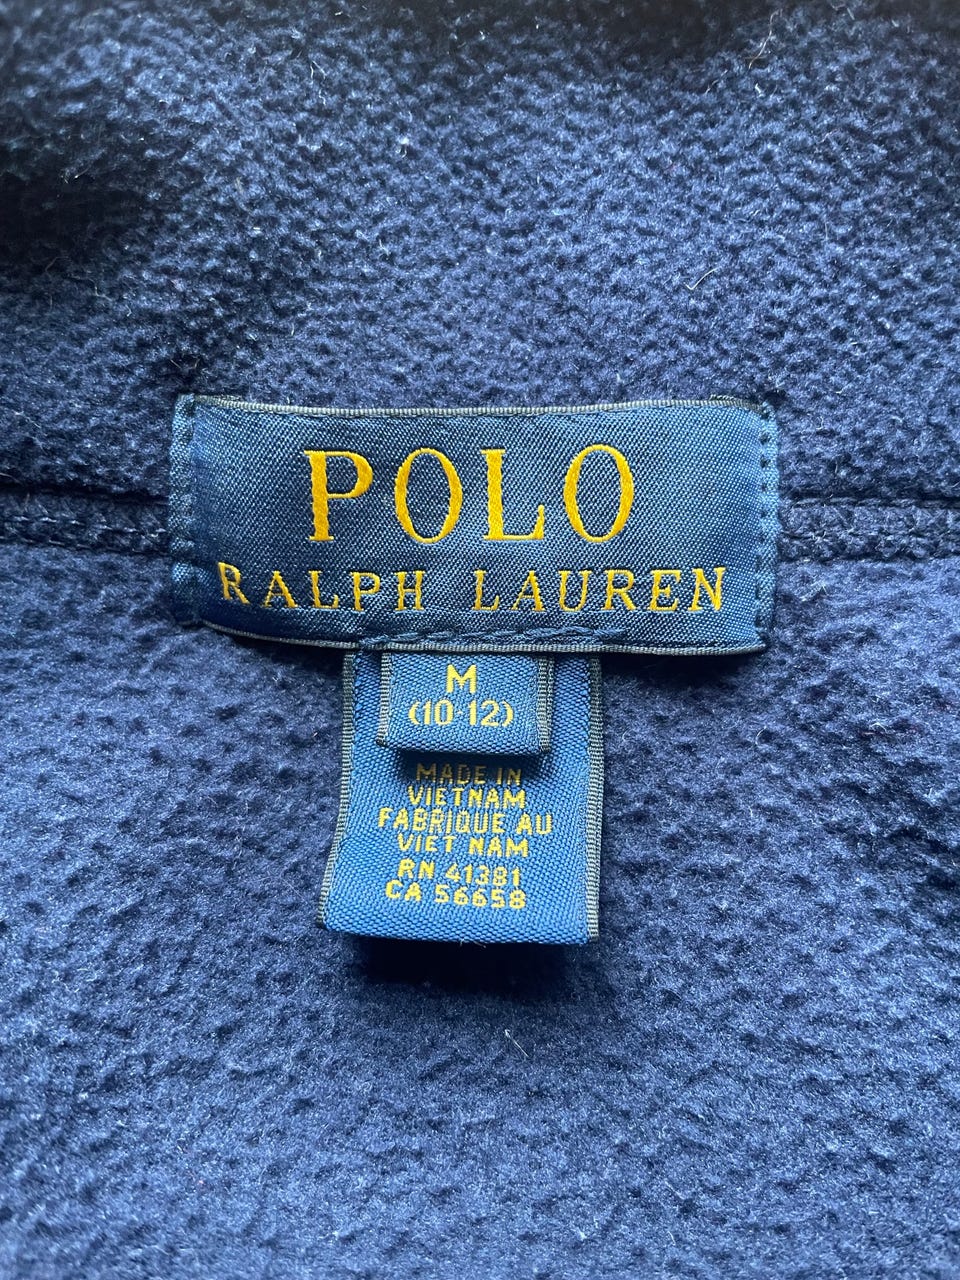 POLO
RALPH LAUREN
M
(10 12)
MADE IN
VIETNAM
FABRIQUE AU
VIET NAM
RN 41381
CA 56658